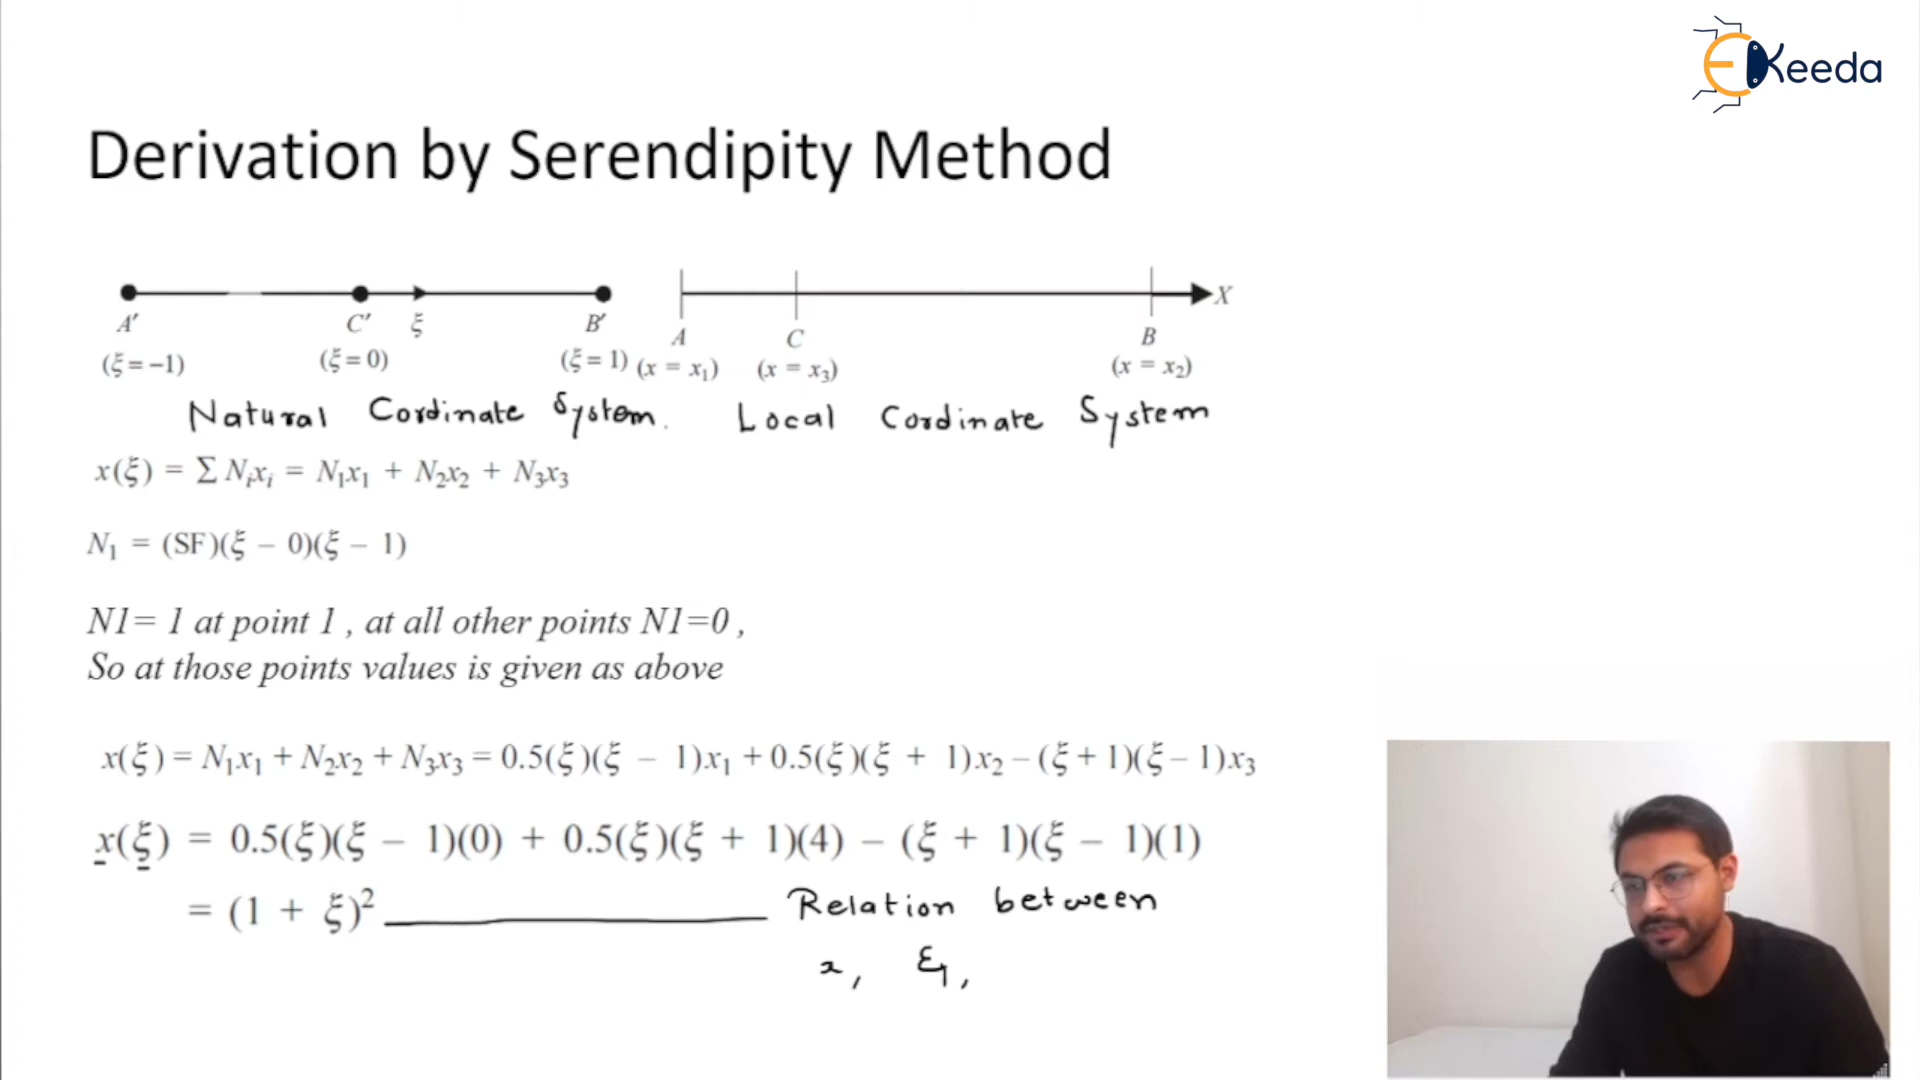 EKeeda
Derivation by Serendipity Method
A′ C′ ξ B′ A C B X
(ξ = −1) (ξ = 0) (ξ = 1) (x = x₁) (x = x₃) (x = x₂)
Natural Cordinate System. Local Cordinate System
x(ξ) = Σ Nᵢxᵢ = N₁x₁ + N₂x₂ + N₃x₃
N₁ = (SF)(ξ − 0)(ξ − 1)
N1= 1 at point 1 , at all other points N1=0 ,
So at those points values is given as above
x(ξ) = N₁x₁ + N₂x₂ + N₃x₃ = 0.5(ξ)(ξ − 1)x₁ + 0.5(ξ)(ξ + 1)x₂ − (ξ + 1)(ξ − 1)x₃
x(ξ) = 0.5(ξ)(ξ − 1)(0) + 0.5(ξ)(ξ + 1)(4) − (ξ + 1)(ξ − 1)(1)
= (1 + ξ)² Relation between
x, ξ,